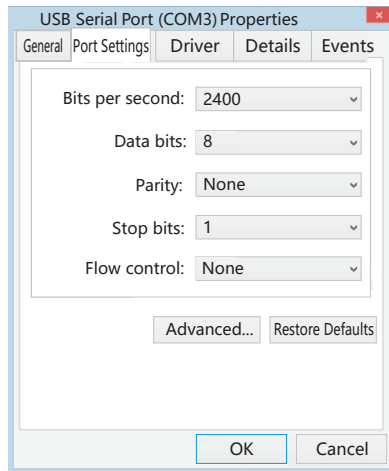 USB Serial Port (COM3) Properties
General Port Settings Driver Details Events
Bits per second: 2400
Data bits: 8
Parity: None
Stop bits: 1
Flow control: None
Advanced... Restore Defaults
OK Cancel